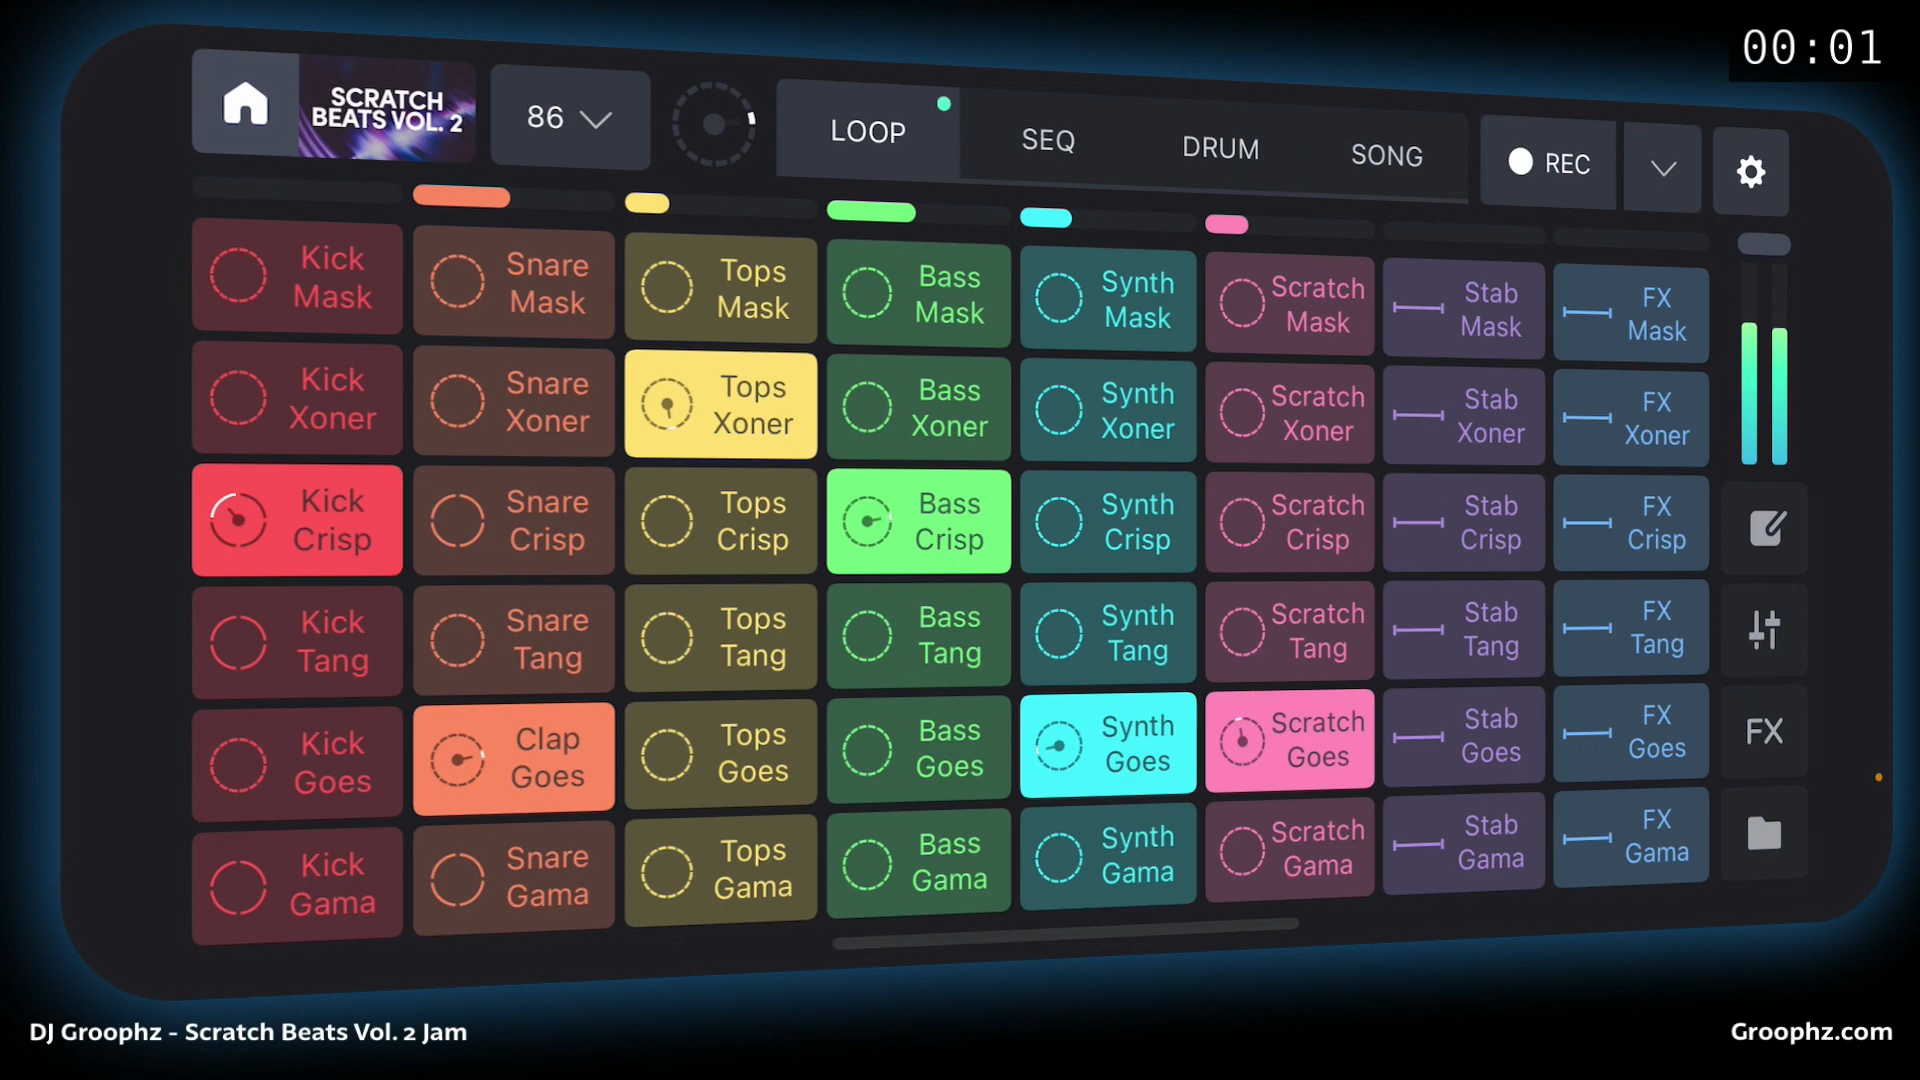 00:01
SCRATCH
BEATS VOL. 2
86
LOOP
SEQ
DRUM
SONG
REC
Kick
Mask
Snare
Mask
Tops
Mask
Bass
Mask
Synth
Mask
Scratch
Mask
Stab
Mask
FX
Mask
Kick
Xoner
Snare
Xoner
Tops
Xoner
Bass
Xoner
Synth
Xoner
Scratch
Xoner
Stab
Xoner
FX
Xoner
Kick
Crisp
Snare
Crisp
Tops
Crisp
Bass
Crisp
Synth
Crisp
Scratch
Crisp
Stab
Crisp
FX
Crisp
Kick
Tang
Snare
Tang
Tops
Tang
Bass
Tang
Synth
Tang
Scratch
Tang
Stab
Tang
FX
Tang
Kick
Goes
Clap
Goes
Tops
Goes
Bass
Goes
Synth
Goes
Scratch
Goes
Stab
Goes
FX
Goes
FX
Kick
Gama
Snare
Gama
Tops
Gama
Bass
Gama
Synth
Gama
Scratch
Gama
Stab
Gama
FX
Gama
DJ Groophz - Scratch Beats Vol. 2 Jam
Groophz.com